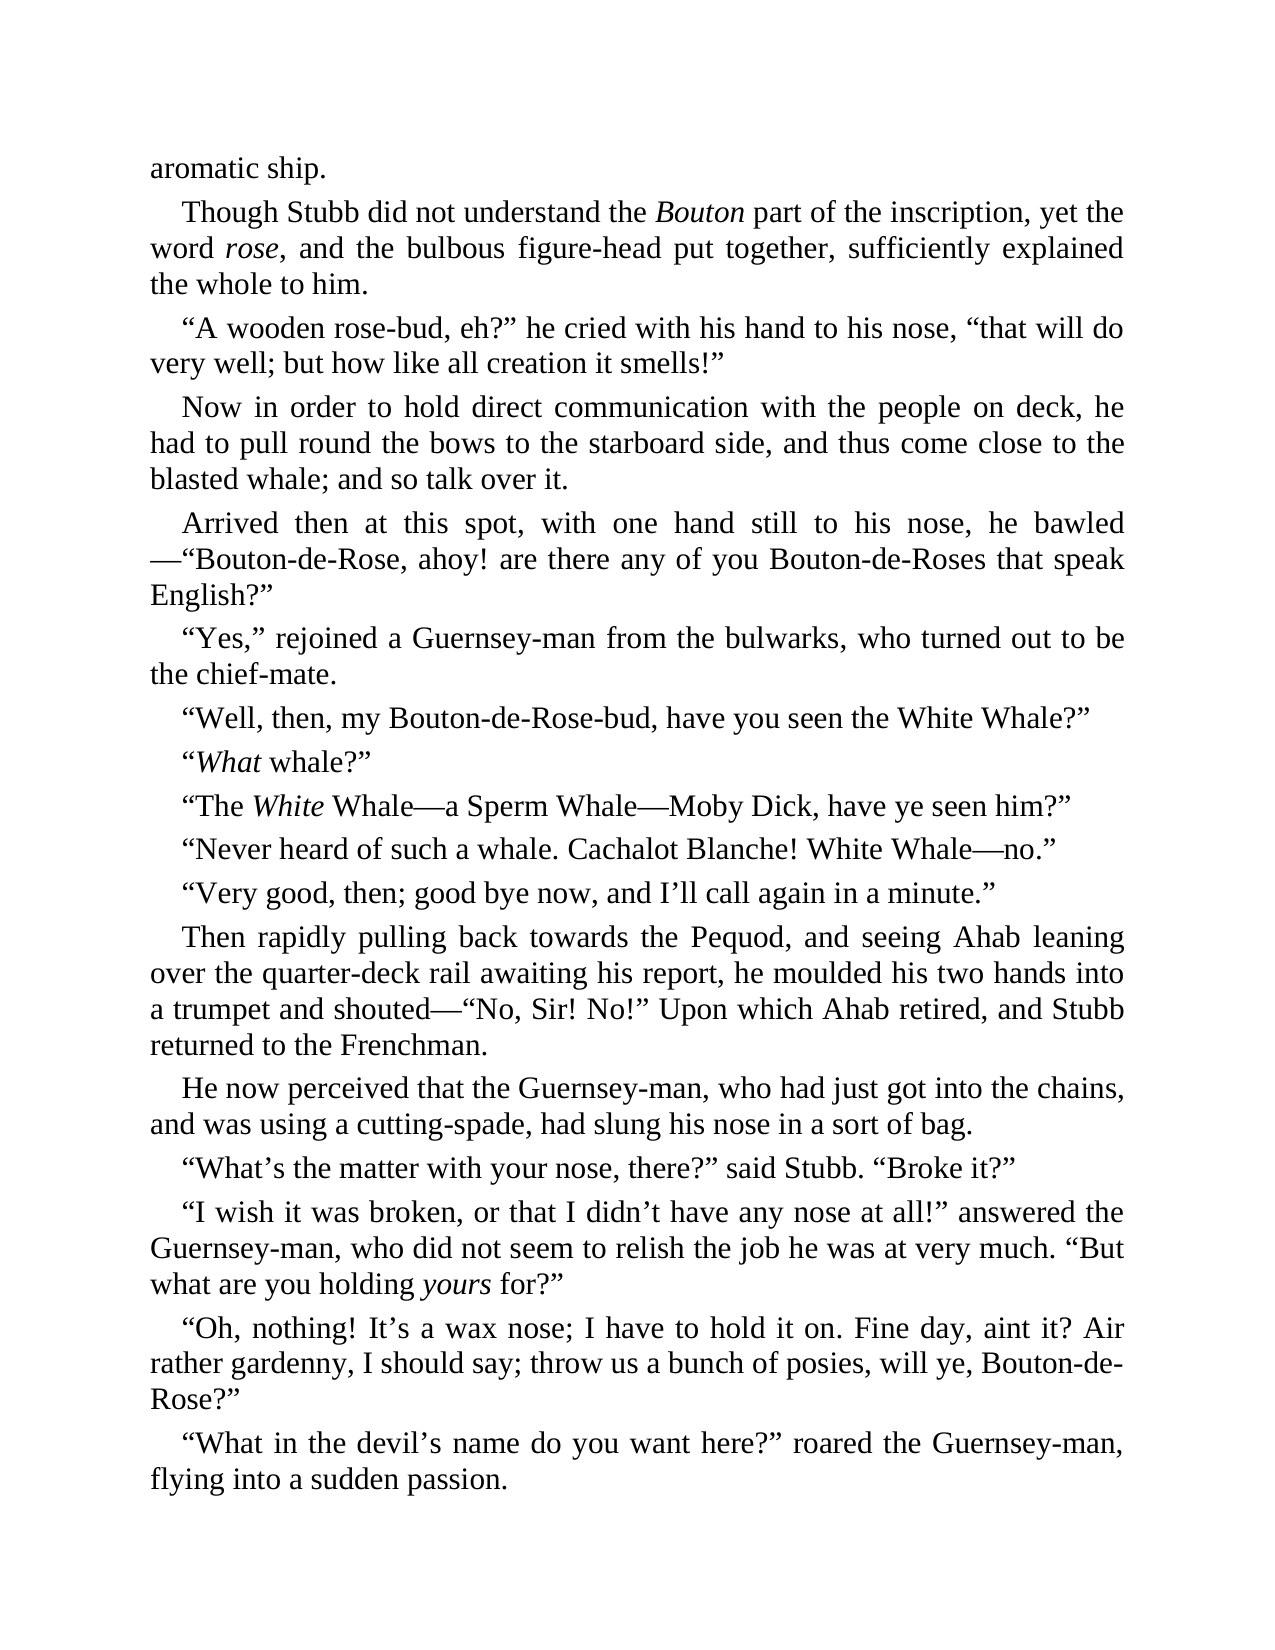 aromatic ship.
Though Stubb did not understand the Bouton part of the inscription, yet the
word rose, and the bulbous figure-head put together, sufficiently explained
the whole to him.
“A wooden rose-bud, eh?” he cried with his hand to his nose, “that will do
very well; but how like all creation it smells!”
Now in order to hold direct communication with the people on deck, he
had to pull round the bows to the starboard side, and thus come close to the
blasted whale; and so talk over it.
Arrived then at this spot, with one hand still to his nose, he bawled
—“Bouton-de-Rose, ahoy! are there any of you Bouton-de-Roses that speak
English?”
“Yes,” rejoined a Guernsey-man from the bulwarks, who turned out to be
the chief-mate.
“Well, then, my Bouton-de-Rose-bud, have you seen the White Whale?”
“What whale?”
“The White Whale—a Sperm Whale—Moby Dick, have ye seen him?”
“Never heard of such a whale. Cachalot Blanche! White Whale—no.”
“Very good, then; good bye now, and I’ll call again in a minute.”
Then rapidly pulling back towards the Pequod, and seeing Ahab leaning
over the quarter-deck rail awaiting his report, he moulded his two hands into
a trumpet and shouted—“No, Sir! No!” Upon which Ahab retired, and Stubb
returned to the Frenchman.
He now perceived that the Guernsey-man, who had just got into the chains,
and was using a cutting-spade, had slung his nose in a sort of bag.
“What’s the matter with your nose, there?” said Stubb. “Broke it?”
“I wish it was broken, or that I didn’t have any nose at all!” answered the
Guernsey-man, who did not seem to relish the job he was at very much. “But
what are you holding yours for?”
“Oh, nothing! It’s a wax nose; I have to hold it on. Fine day, aint it? Air
rather gardenny, I should say; throw us a bunch of posies, will ye, Bouton-de-
Rose?”
“What in the devil’s name do you want here?” roared the Guernsey-man,
flying into a sudden passion.